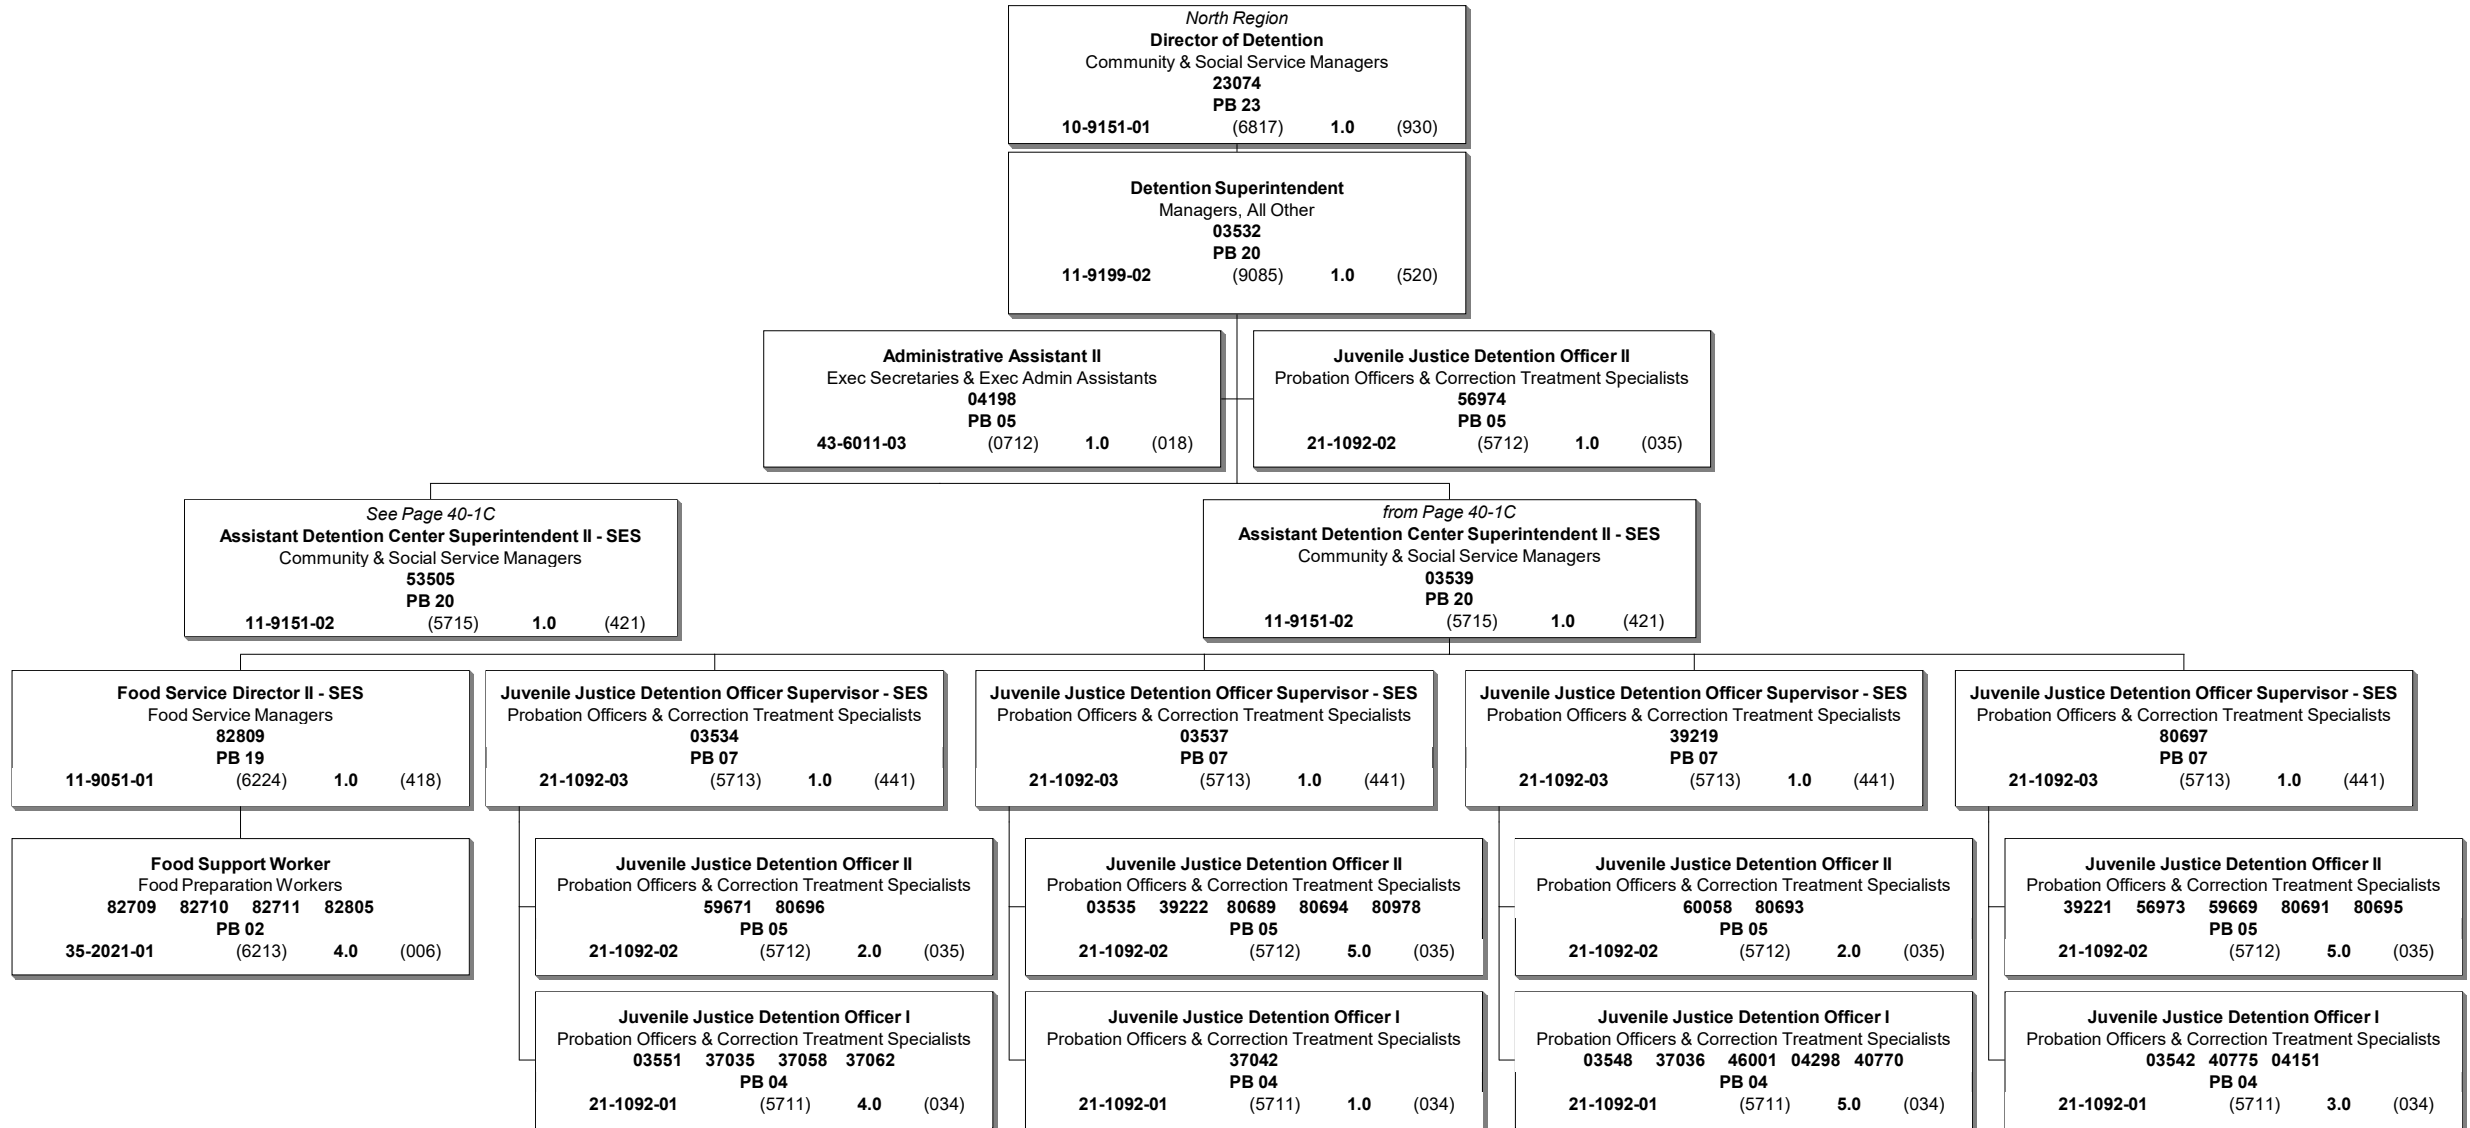 North Region
Director of Detention
Community & Social Service Managers
23074
PB 23
10-9151-01 (6817) 1.0 (930)
Detention Superintendent
Managers, All Other
03532
PB 20
11-9199-02 (9085) 1.0 (520)
Administrative Assistant II
Exec Secretaries & Exec Admin Assistants
04198
PB 05
43-6011-03 (0712) 1.0 (018)
Juvenile Justice Detention Officer II
Probation Officers & Correction Treatment Specialists
56974
PB 05
21-1092-02 (5712) 1.0 (035)
See Page 40-1C
Assistant Detention Center Superintendent II - SES
Community & Social Service Managers
53505
PB 20
11-9151-02 (5715) 1.0 (421)
from Page 40-1C
Assistant Detention Center Superintendent II - SES
Community & Social Service Managers
03539
PB 20
11-9151-02 (5715) 1.0 (421)
Food Service Director II - SES
Food Service Managers
82809
PB 19
11-9051-01 (6224) 1.0 (418)
Juvenile Justice Detention Officer Supervisor - SES
Probation Officers & Correction Treatment Specialists
03534
PB 07
21-1092-03 (5713) 1.0 (441)
Juvenile Justice Detention Officer Supervisor - SES
Probation Officers & Correction Treatment Specialists
03537
PB 07
21-1092-03 (5713) 1.0 (441)
Juvenile Justice Detention Officer Supervisor - SES
Probation Officers & Correction Treatment Specialists
39219
PB 07
21-1092-03 (5713) 1.0 (441)
Juvenile Justice Detention Officer Supervisor - SES
Probation Officers & Correction Treatment Specialists
80697
PB 07
21-1092-03 (5713) 1.0 (441)
Food Support Worker
Food Preparation Workers
82709 82710 82711 82805
PB 02
35-2021-01 (6213) 4.0 (006)
Juvenile Justice Detention Officer II
Probation Officers & Correction Treatment Specialists
59671 80696
PB 05
21-1092-02 (5712) 2.0 (035)
Juvenile Justice Detention Officer II
Probation Officers & Correction Treatment Specialists
03535 39222 80689 80694 80978
PB 05
21-1092-02 (5712) 5.0 (035)
Juvenile Justice Detention Officer II
Probation Officers & Correction Treatment Specialists
60058 80693
PB 05
21-1092-02 (5712) 2.0 (035)
Juvenile Justice Detention Officer II
Probation Officers & Correction Treatment Specialists
39221 56973 59669 80691 80695
PB 05
21-1092-02 (5712) 5.0 (035)
Juvenile Justice Detention Officer I
Probation Officers & Correction Treatment Specialists
03551 37035 37058 37062
PB 04
21-1092-01 (5711) 4.0 (034)
Juvenile Justice Detention Officer I
Probation Officers & Correction Treatment Specialists
37042
PB 04
21-1092-01 (5711) 1.0 (034)
Juvenile Justice Detention Officer I
Probation Officers & Correction Treatment Specialists
03548 37036 46001 04298 40770
PB 04
21-1092-01 (5711) 5.0 (034)
Juvenile Justice Detention Officer I
Probation Officers & Correction Treatment Specialists
03542 40775 04151
PB 04
21-1092-01 (5711) 3.0 (034)